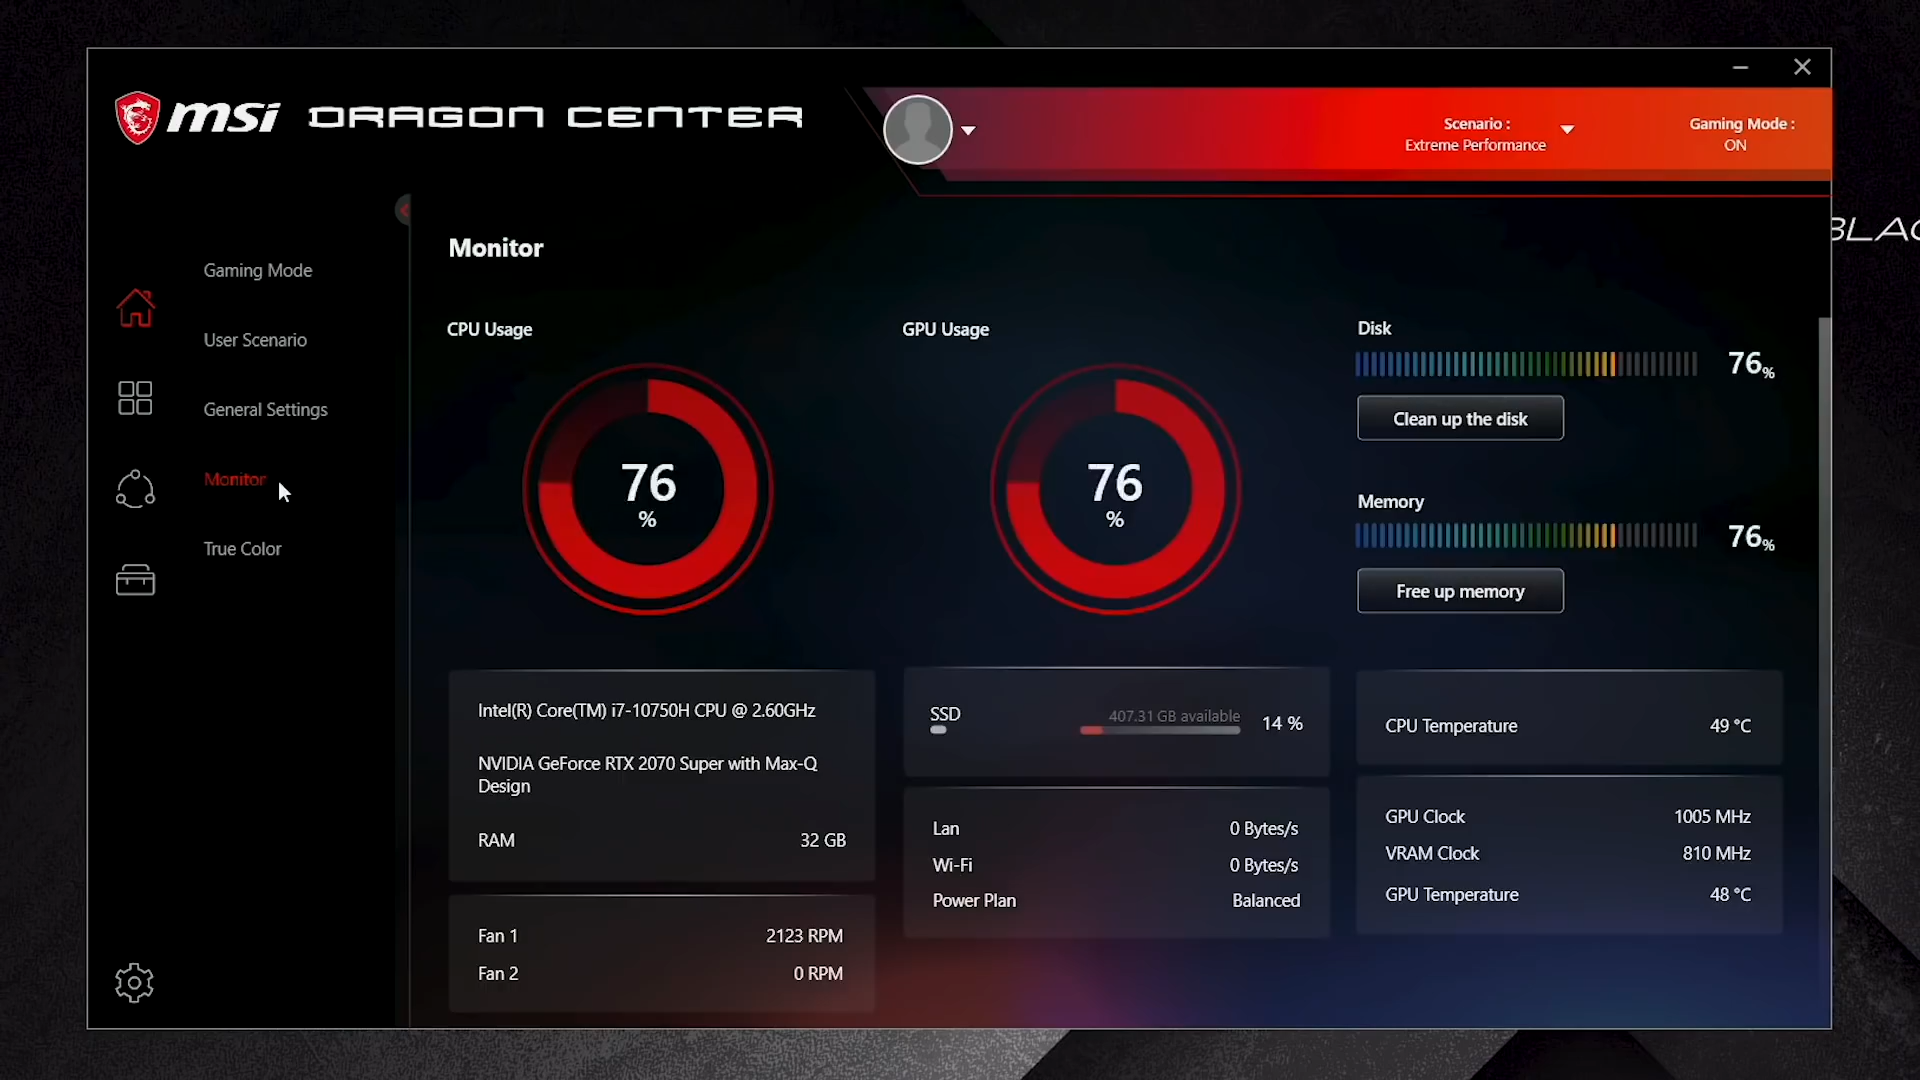 msi DRAGON CENTER
Scenario :
Extreme Performance
Gaming Mode :
ON
BLAC
Gaming Mode
User Scenario
General Settings
Monitor
True Color
Monitor
CPU Usage
76
%
GPU Usage
76
%
Disk
76%
Clean up the disk
Memory
76%
Free up memory
Intel(R) Core(TM) i7-10750H CPU @ 2.60GHz
NVIDIA GeForce RTX 2070 Super with Max-Q
Design
RAM 32 GB
Fan 1 2123 RPM
Fan 2 0 RPM
SSD 407.31 GB available 14 %
Lan 0 Bytes/s
Wi-Fi 0 Bytes/s
Power Plan Balanced
CPU Temperature 49 °C
GPU Clock 1005 MHz
VRAM Clock 810 MHz
GPU Temperature 48 °C